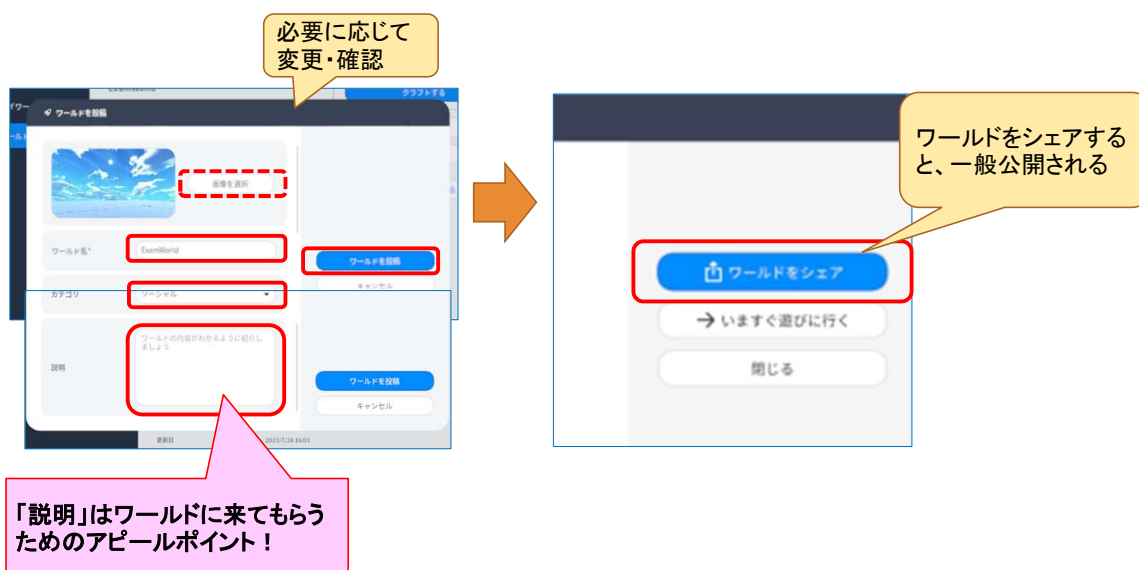 必要に応じて
変更・確認
ExamWorld
クラフトする
ワールドを投稿
画像を選択
ワールド名*
ExamWorld
ワールドを投稿
キャンセル
カテゴリ
ソーシャル
説明
ワールドの内容がわかるように紹介し
ましょう
ワールドを投稿
キャンセル
更新日
2023/7/26 16:03
「説明」はワールドに来てもらう
ためのアピールポイント！
ワールドをシェアする
と、一般公開される
ワールドをシェア
→ いますぐ遊びに行く
閉じる